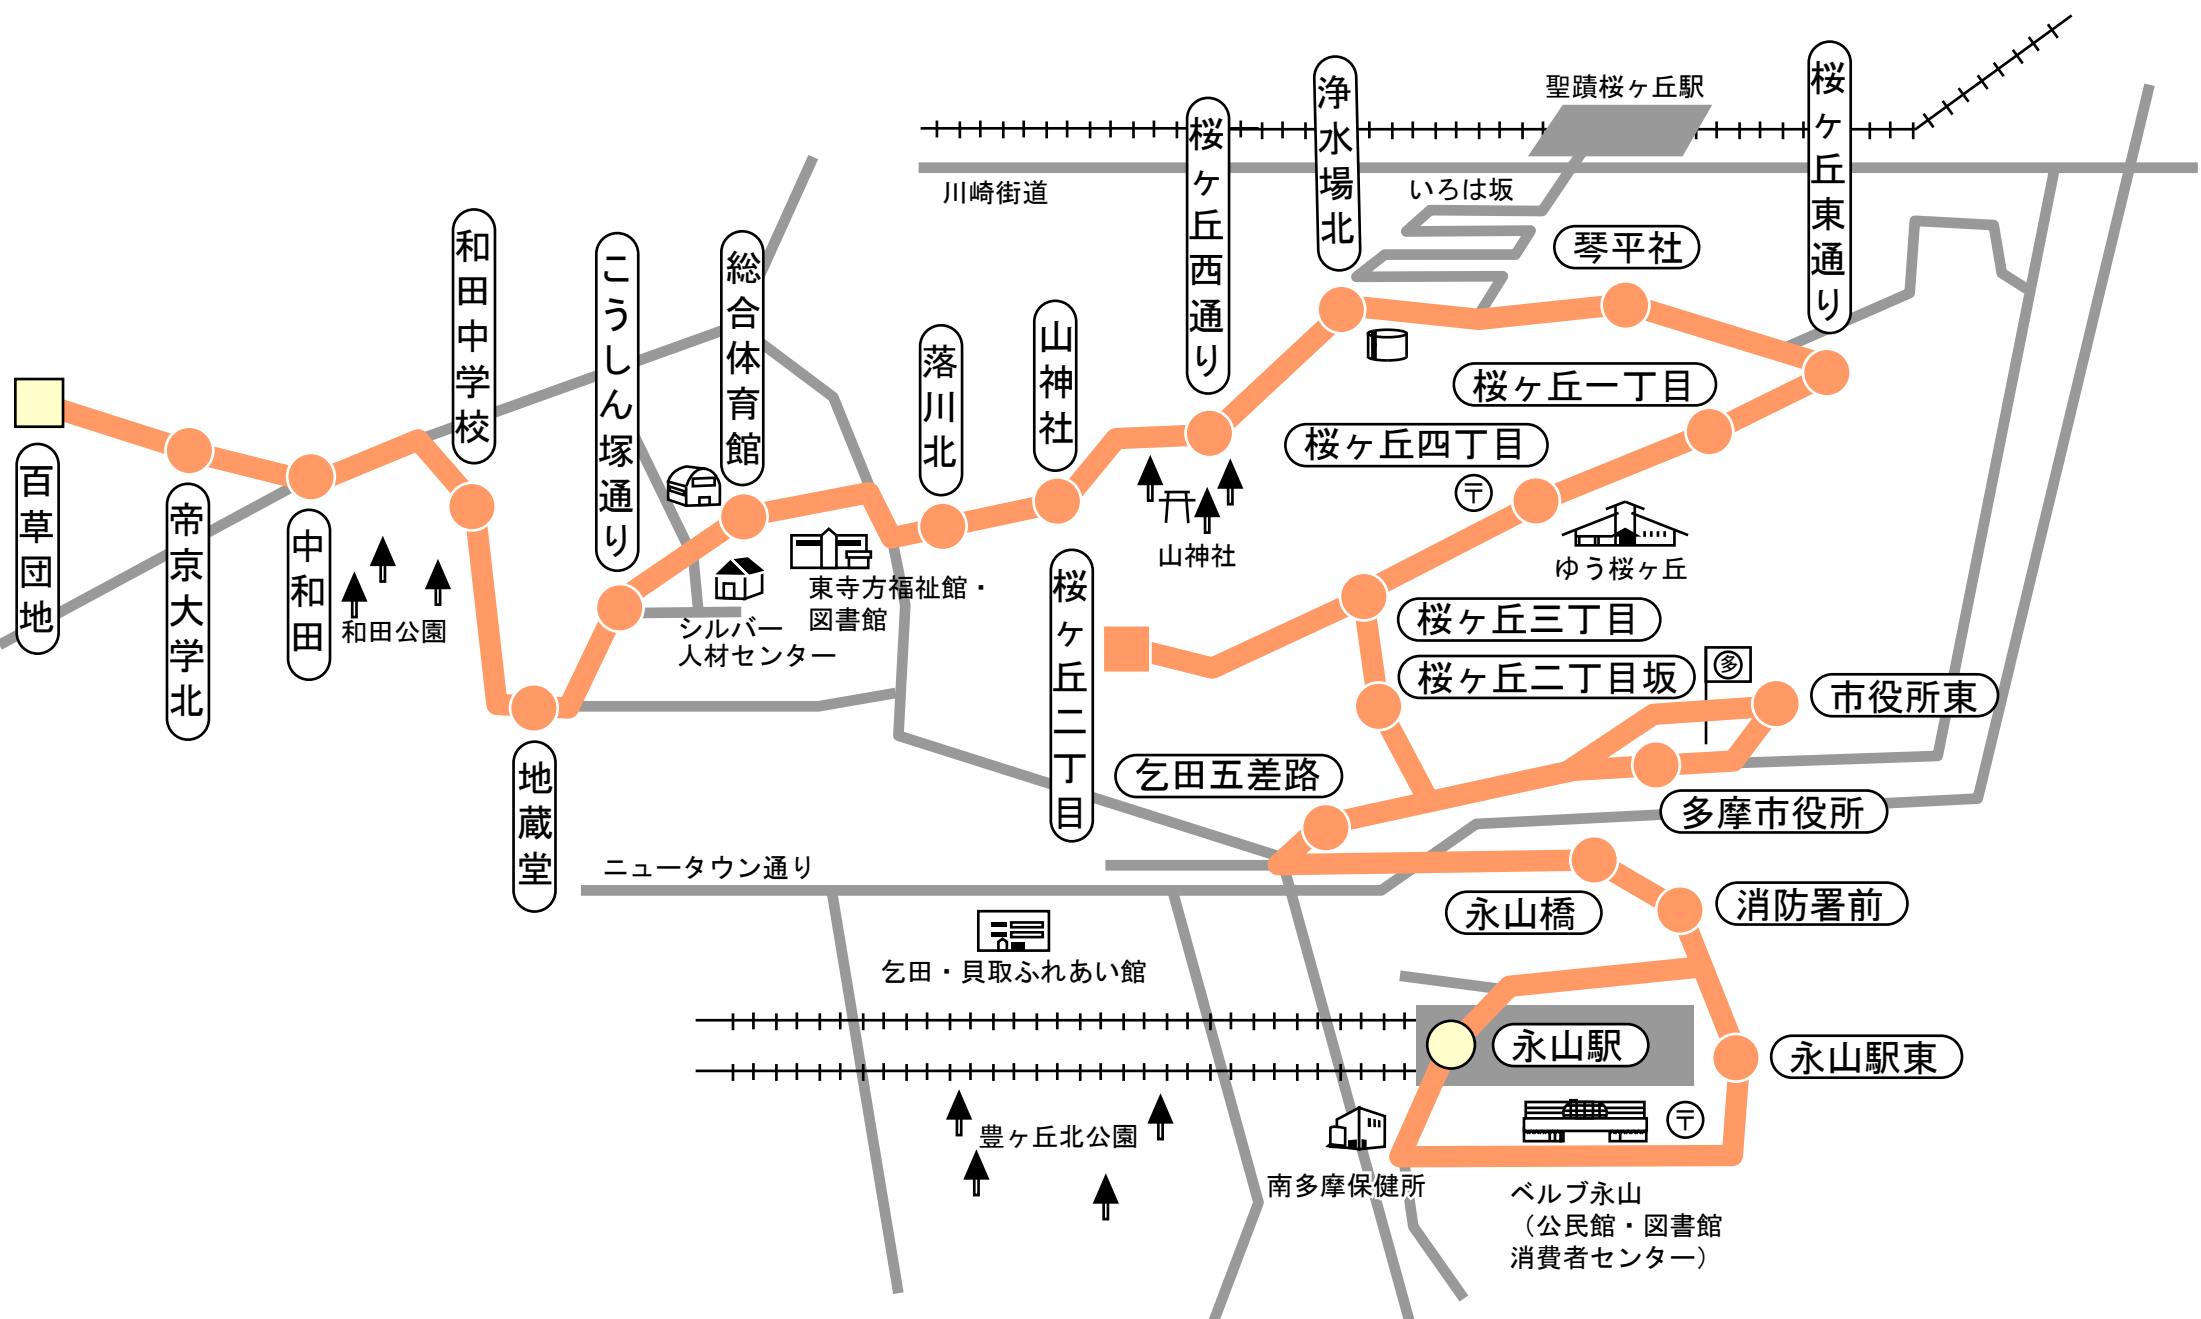 聖蹟桜ヶ丘駅
桜ヶ丘東通り
浄水場北
桜ヶ丘西通り
川崎街道
いろは坂
琴平社
和田中学校
こうしん塚通り
総合体育館
落川北
山神社
桜ヶ丘一丁目
桜ヶ丘四丁目
〒
百草団地
帝京大学北
中和田
和田公園
山神社
ゆう桜ヶ丘
東寺方福祉館・
図書館
シルバー
人材センター
桜ヶ丘二丁目
桜ヶ丘三丁目
桜ヶ丘二丁目坂
多
市役所東
地蔵堂
乞田五差路
多摩市役所
ニュータウン通り
永山橋
消防署前
乞田・貝取ふれあい館
永山駅
永山駅東
豊ヶ丘北公園
〒
南多摩保健所
ベルブ永山
（公民館・図書館
消費者センター）